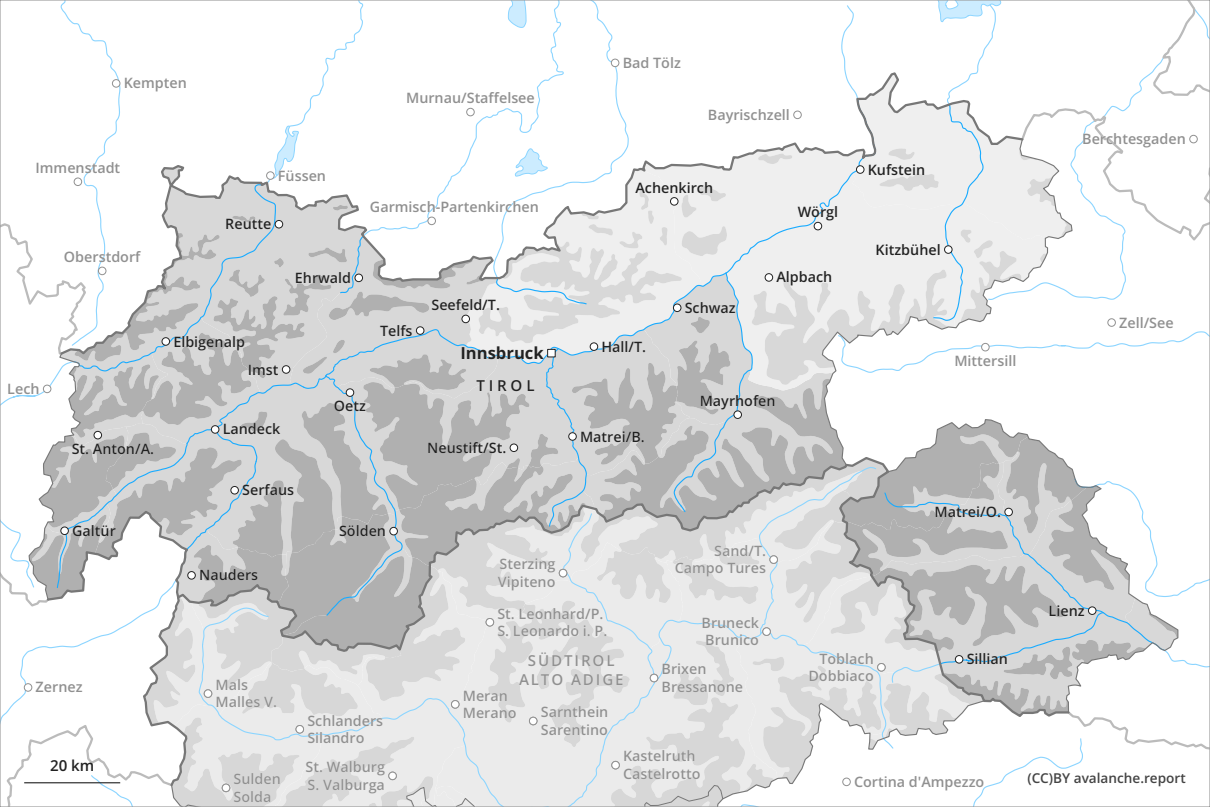 Kempten
Bad Tölz
Murnau/Staffelsee
Bayrischzell
Berchtesgaden
Immenstadt
Füssen
Kufstein
Achenkirch
Garmisch-Partenkirchen
Wörgl
Reutte
Kitzbühel
Oberstdorf
Ehrwald
Alpbach
Seefeld/T.
Schwaz
Zell/See
Telfs
Elbigenalp
Hall/T.
Innsbruck
Mittersill
Imst
TIROL
Lech
Oetz
Mayrhofen
Landeck
Matrei/B.
St. Anton/A.
Neustift/St.
Serfaus
Matrei/O.
Galtür
Sölden
Sand/T.
Campo Tures
Sterzing
Vipiteno
Nauders
Lienz
St. Leonhard/P.
S. Leonardo i. P.
Bruneck
Brunico
SÜDTIROL
ALTO ADIGE
Sillian
Toblach
Dobbiaco
Brixen
Bressanone
Zernez
Mals
Malles V.
Meran
Merano
Sarnthein
Sarentino
Schlanders
Silandro
Kastelruth
Castelrotto
20 km
St. Walburg
S. Valburga
Sulden
Solda
Cortina d'Ampezzo
(CC)BY avalanche.report